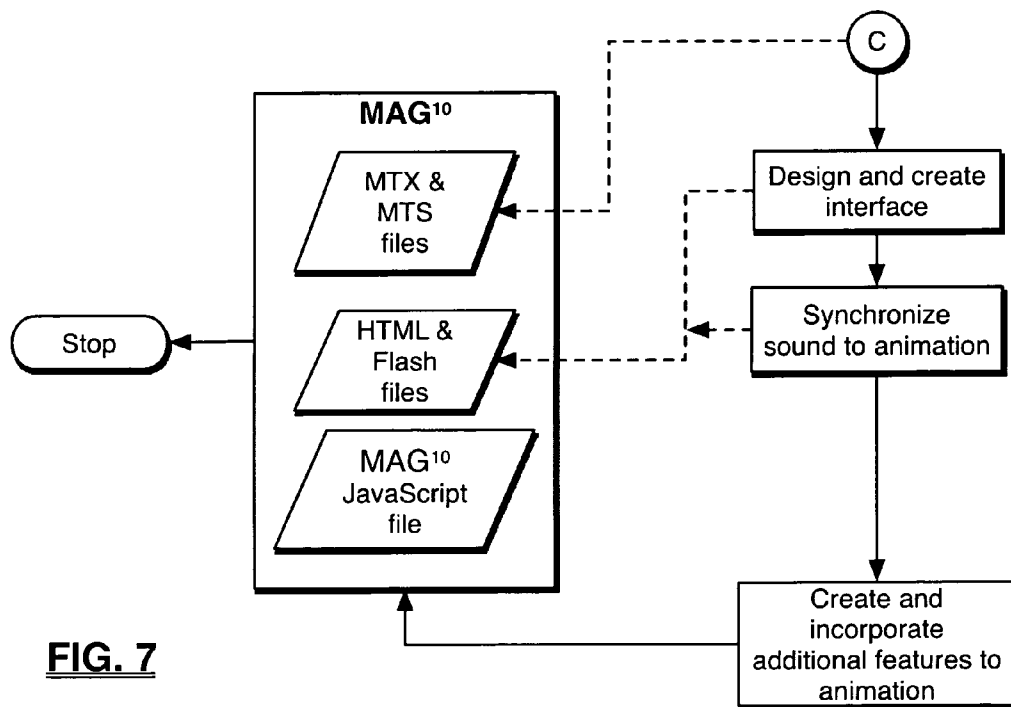 C
MAG¹⁰
MTX &
MTS
files
Design and create
interface
Stop
HTML &
Flash
files
Synchronize
sound to animation
MAG¹⁰
JavaScript
file
Create and
incorporate
additional features to
animation
FIG. 7